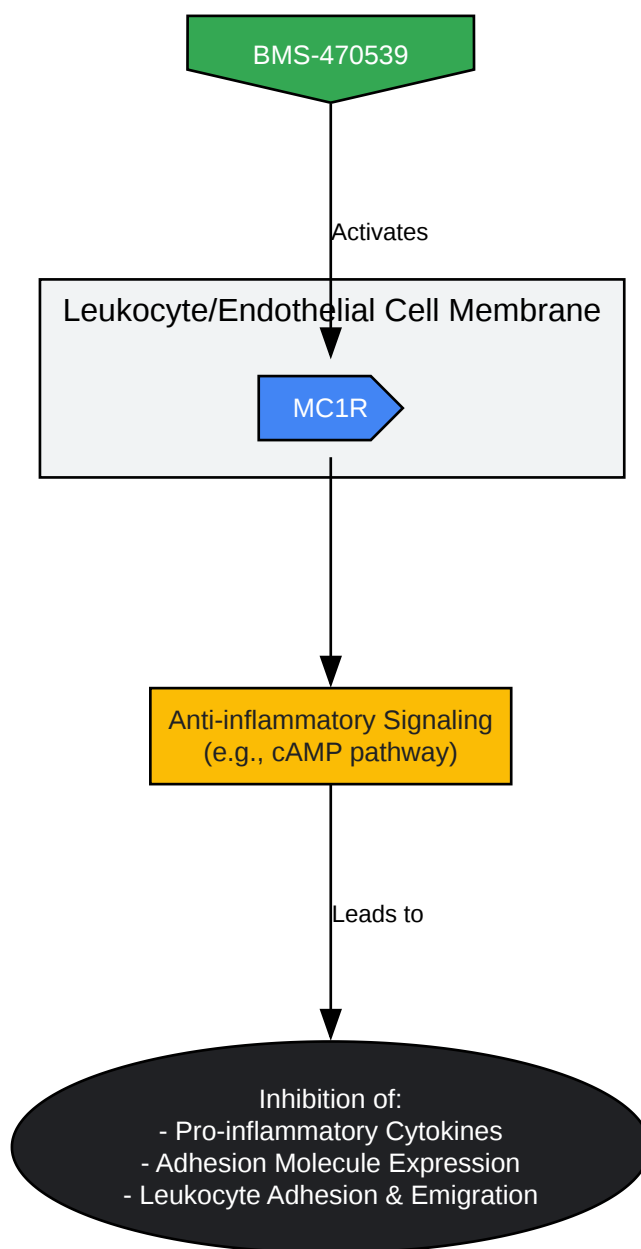 BMS-470539
Activates
Leukocyte/Endothelial Cell Membrane
MC1R
Anti-inflammatory Signaling
(e.g., cAMP pathway)
Leads to
Inhibition of:
- Pro-inflammatory Cytokines
- Adhesion Molecule Expression
- Leukocyte Adhesion & Emigration